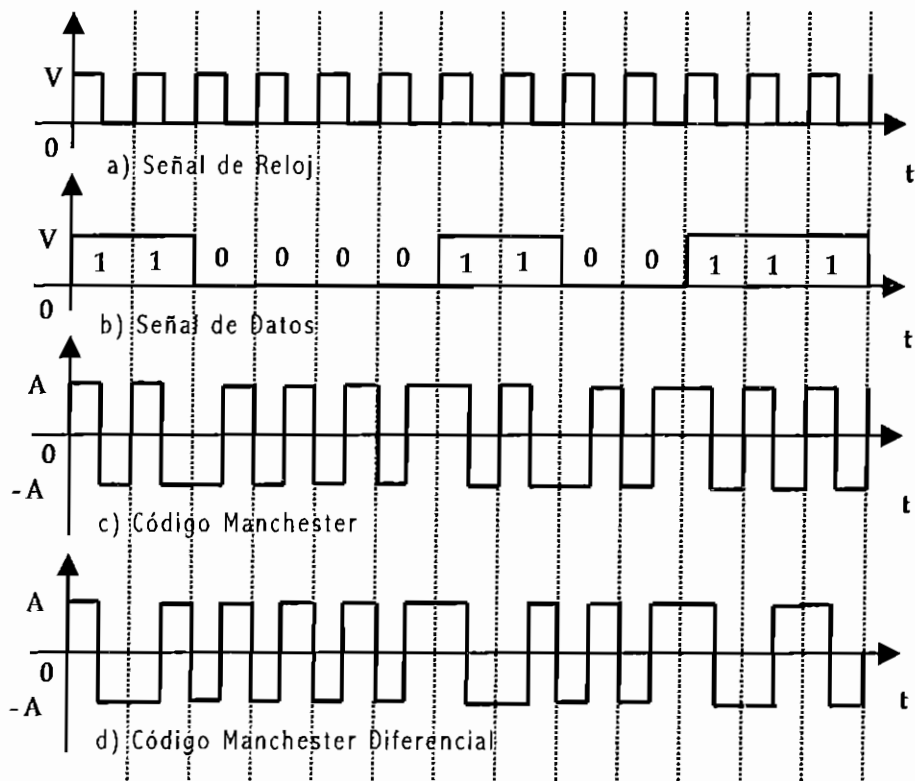 V
0
a) Señal de Reloj
t
V
1 1 0 0 0 0 1 1 0 0 1 1 1
0
b) Señal de Datos
t
A
0
-A
c) Código Manchester
t
A
0
-A
d) Código Manchester Diferencial
t